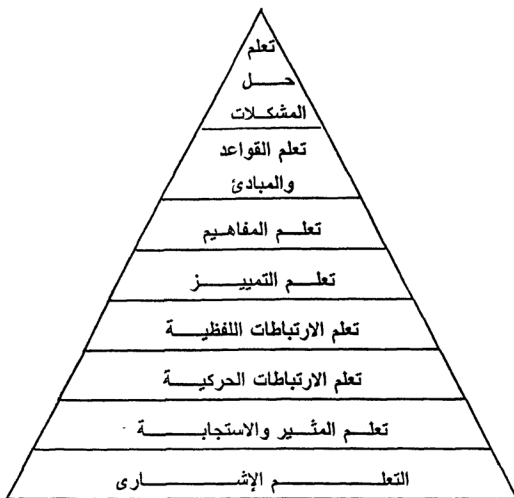 تعلم
حل
المشكلات
تعلم القواعد
والمبادئ
تعلم المفاهيم
تعلم التمييز
تعلم الارتباطات اللفظية
تعلم الارتباطات الحركية
تعلم المثير والاستجابة
التعلم الإشارى